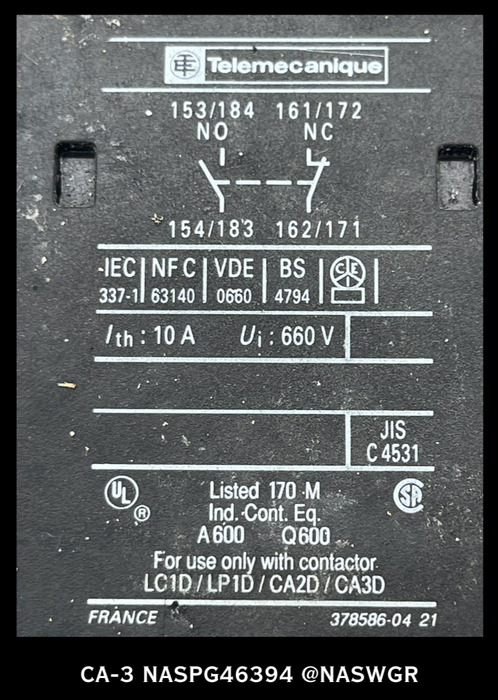 Telemecanique
153/184 161/172
NO NC
154/183 162/171
IEC NF C VDE BS
337-1 63140 0660 4794
Ith : 10 A Ui : 660 V
JIS
C 4531
UL Listed 170 M SA
® Ind. Cont. Eq.
A600 Q600
For use only with contactor
LC1D / LP1D / CA2D / CA3D
FRANCE 378586-04 21
CA-3 NASPG46394 @NASWGR